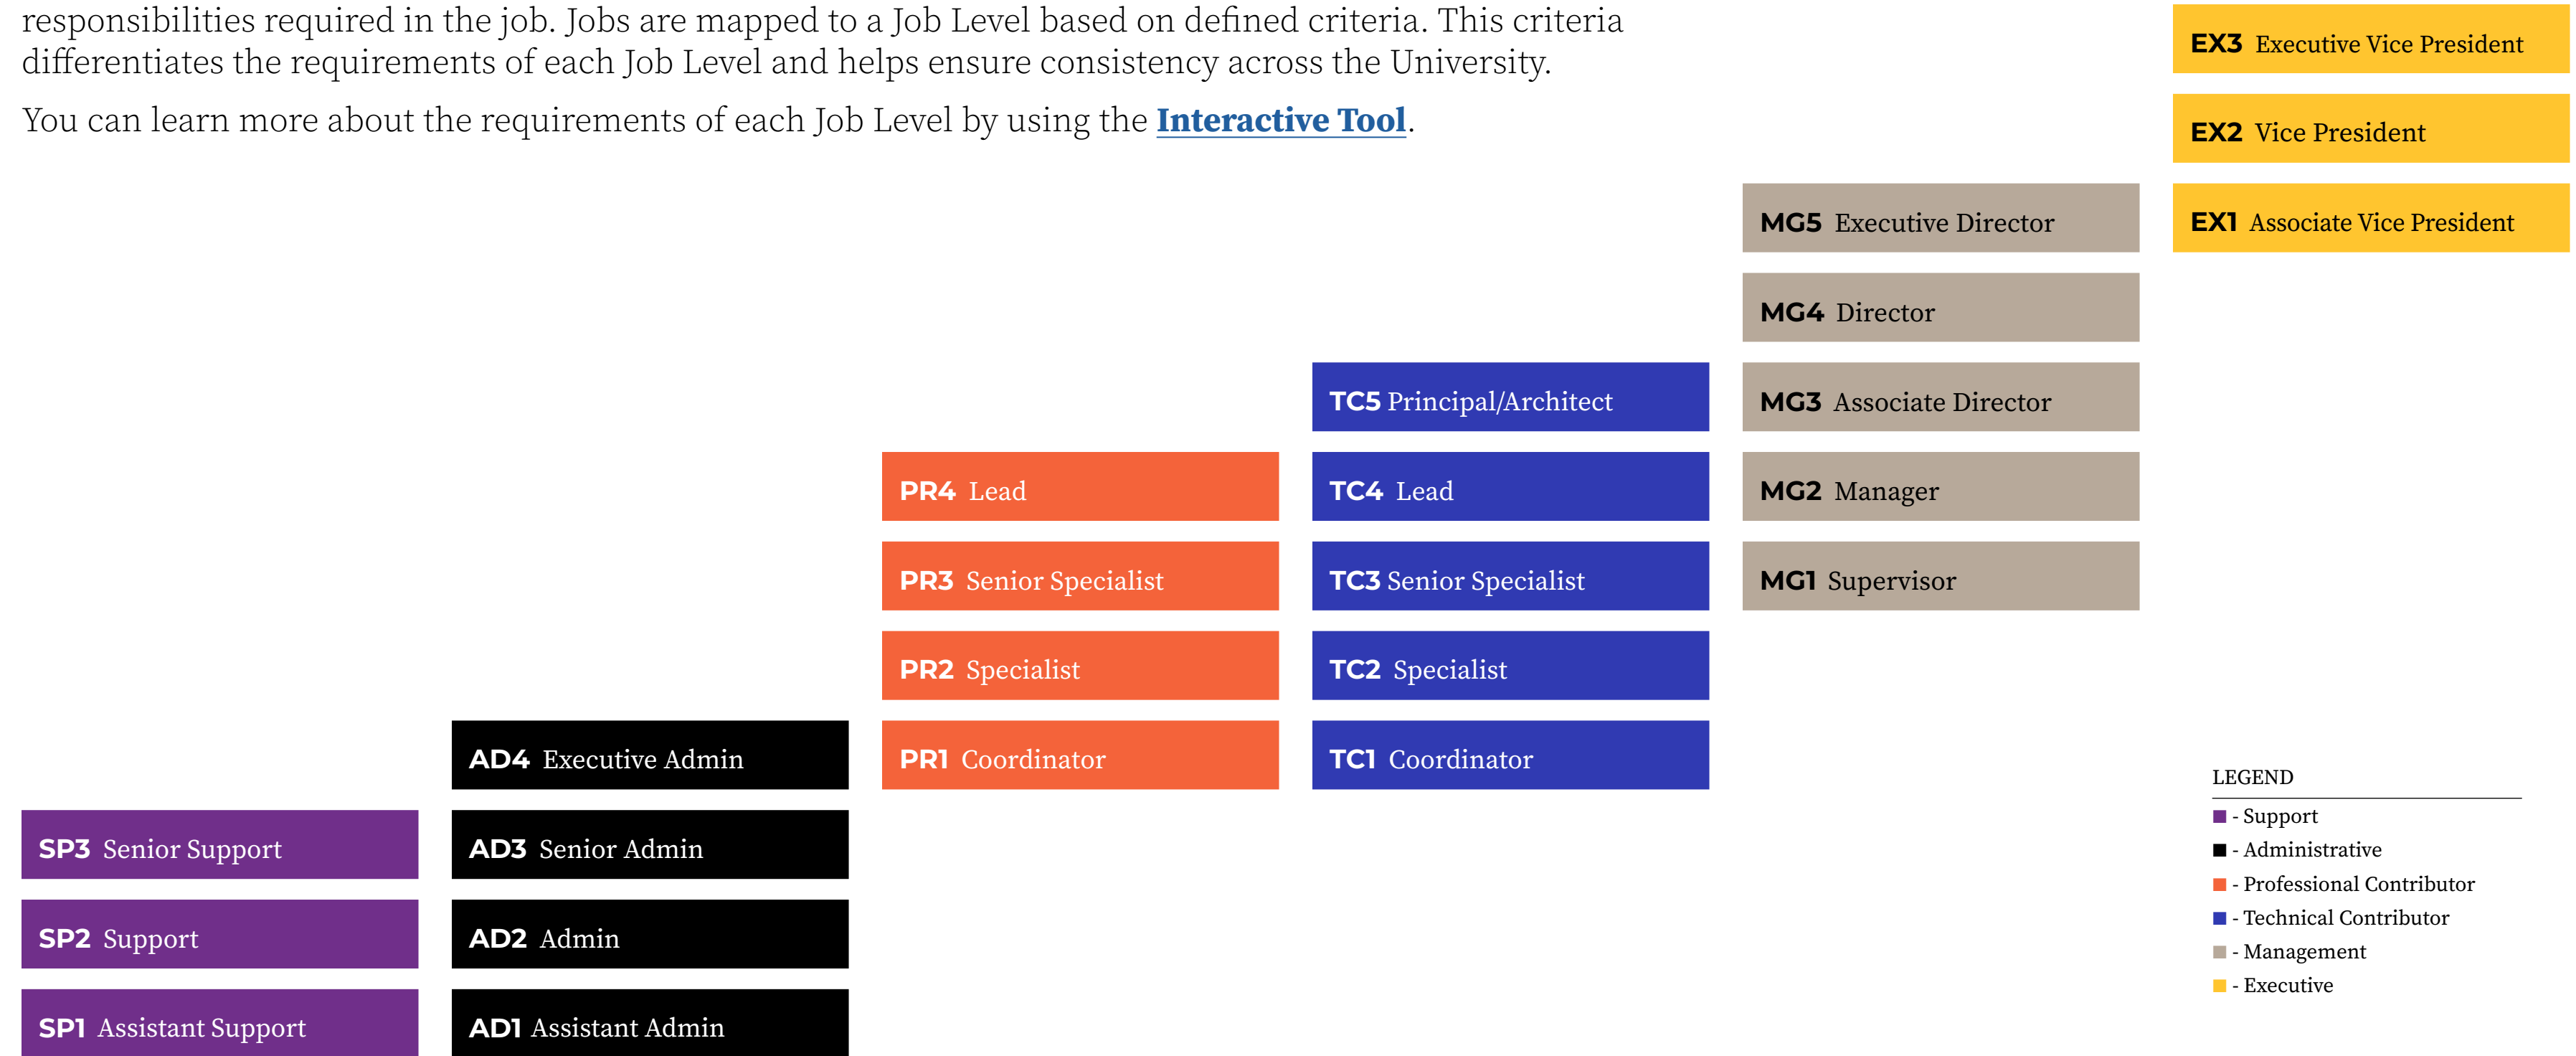 responsibilities required in the job. Jobs are mapped to a Job Level based on defined criteria. This criteria
differentiates the requirements of each Job Level and helps ensure consistency across the University.
You can learn more about the requirements of each Job Level by using the Interactive Tool.
EX3 Executive Vice President
EX2 Vice President
EX1 Associate Vice President
MG5 Executive Director
MG4 Director
MG3 Associate Director
MG2 Manager
MG1 Supervisor
TC5 Principal/Architect
TC4 Lead
TC3 Senior Specialist
TC2 Specialist
TC1 Coordinator
PR4 Lead
PR3 Senior Specialist
PR2 Specialist
PR1 Coordinator
AD4 Executive Admin
AD3 Senior Admin
AD2 Admin
AD1 Assistant Admin
SP3 Senior Support
SP2 Support
SP1 Assistant Support
LEGEND
- Support
- Administrative
- Professional Contributor
- Technical Contributor
- Management
- Executive